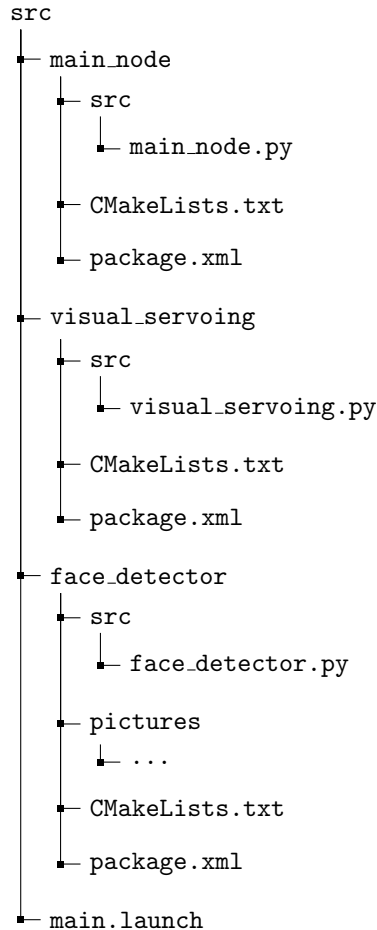 src
main_node
src
main_node.py
CMakeLists.txt
package.xml
visual_servoing
src
visual_servoing.py
CMakeLists.txt
package.xml
face_detector
src
face_detector.py
pictures
...
CMakeLists.txt
package.xml
main.launch